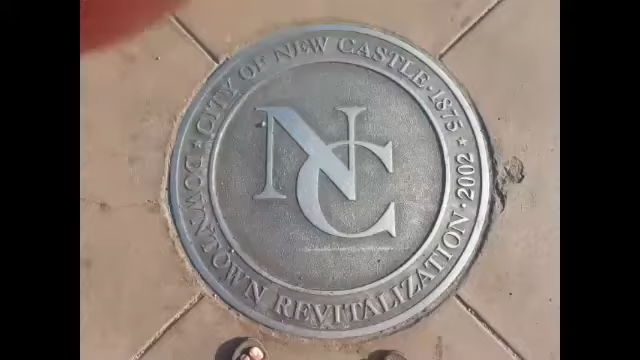 CITY OF NEW CASTLE · 1875
DOWNTOWN REVITALIZATION · 2002
NC